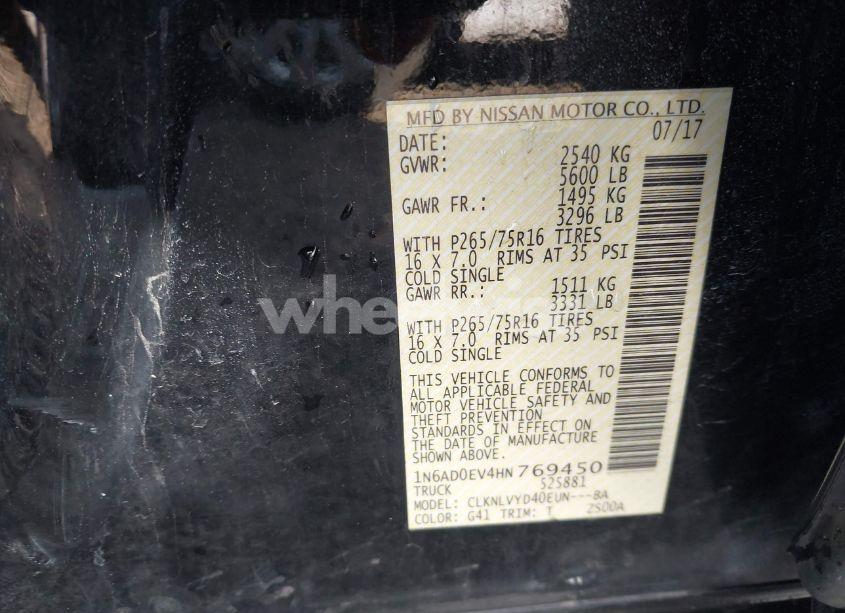 MFD BY NISSAN MOTOR CO., LTD.
DATE: 07/17
GVWR: 2540 KG
5600 LB
GAWR FR.: 1495 KG
3296 LB
WITH P265/75R16 TIRES
16 X 7.0 RIMS AT 35 PSI
COLD SINGLE
GAWR RR.: 1511 KG
3331 LB
WITH P265/75R16 TIRES
16 X 7.0 RIMS AT 35 PSI
COLD SINGLE
THIS VEHICLE CONFORMS TO
ALL APPLICABLE FEDERAL
MOTOR VEHICLE SAFETY AND
THEFT PREVENTION
STANDARDS IN EFFECT ON
THE DATE OF MANUFACTURE
SHOWN ABOVE.
1N6AD0EV4HN769450
TRUCK 525881
MODEL: CLKNLVYD40EUN---BA
COLOR: G41 TRIM: T ZS00A